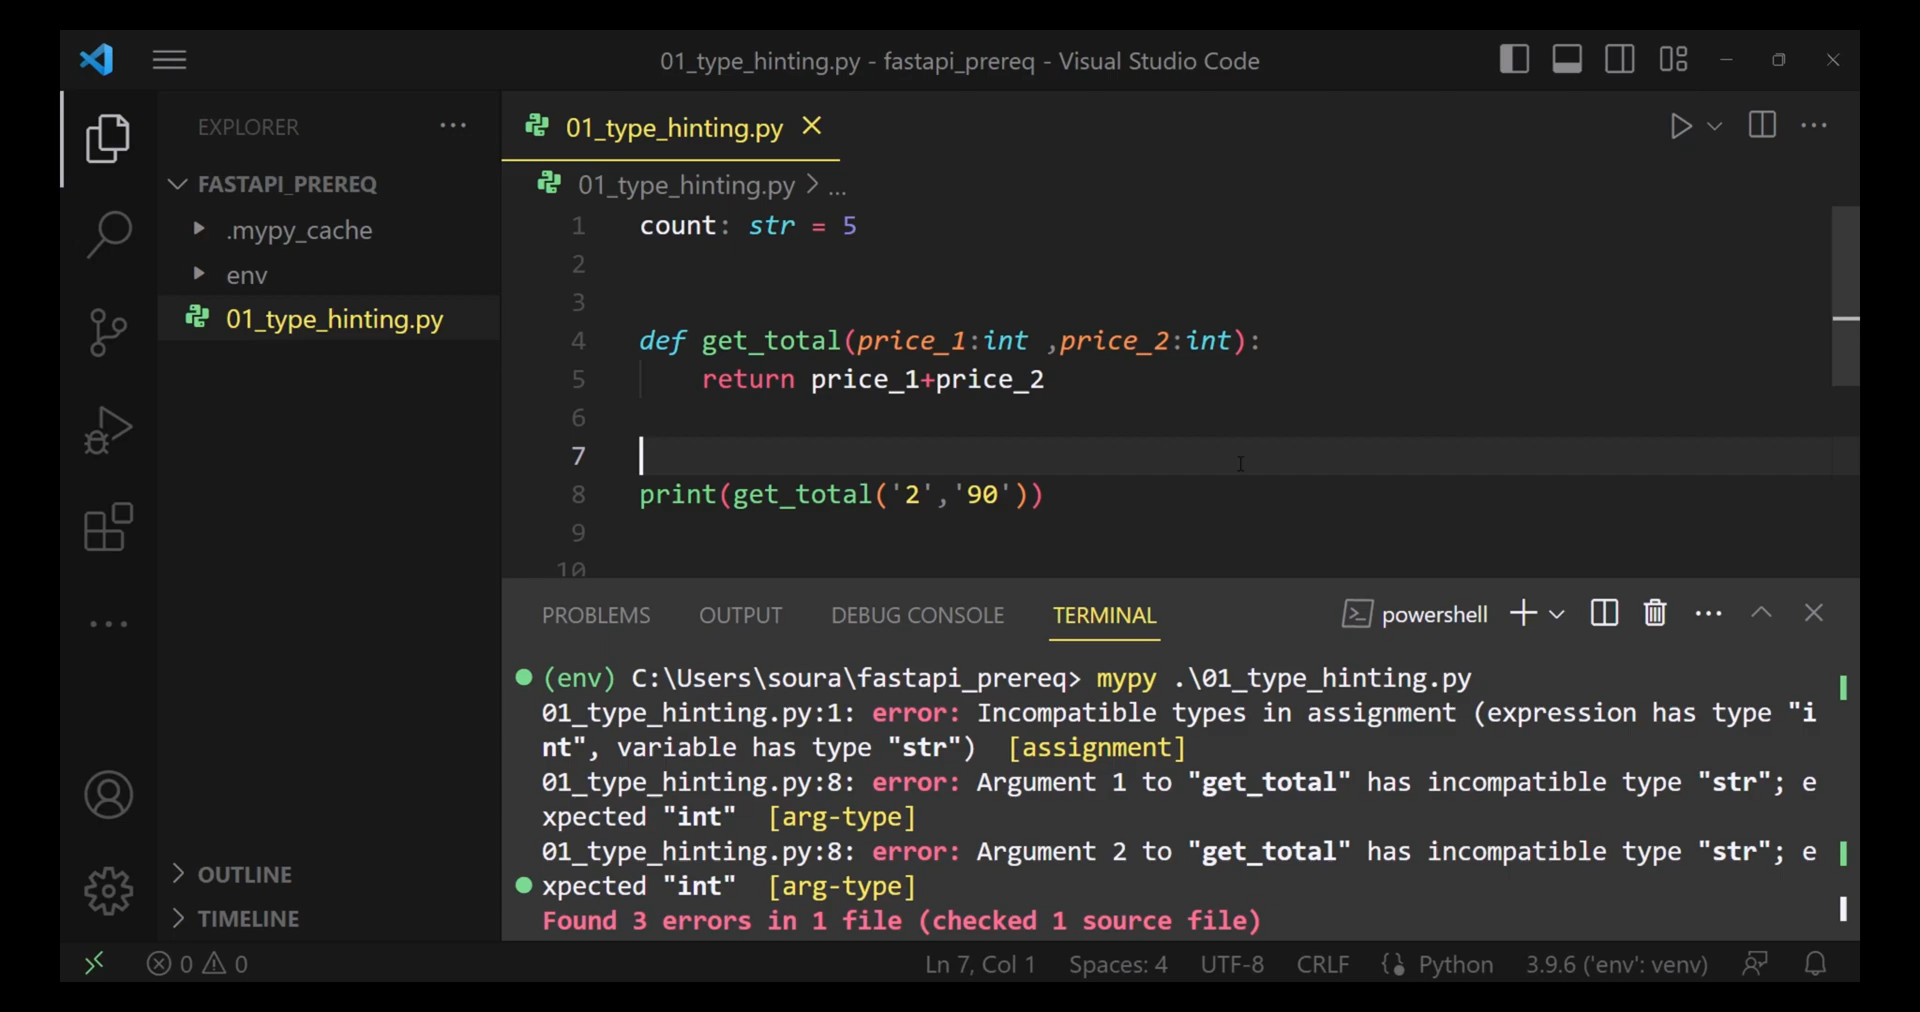 01_type_hinting.py - fastapi_prereq - Visual Studio Code
EXPLORER
FASTAPI_PREREQ
.mypy_cache
env
01_type_hinting.py
OUTLINE
TIMELINE
01_type_hinting.py
01_type_hinting.py > ...
1 count: str = 5
2
3
4 def get_total(price_1:int ,price_2:int):
5 return price_1+price_2
6
7
8 print(get_total('2','90'))
9
10
PROBLEMS OUTPUT DEBUG CONSOLE TERMINAL powershell
(env) C:\Users\soura\fastapi_prereq> mypy .\01_type_hinting.py
01_type_hinting.py:1: error: Incompatible types in assignment (expression has type "i
nt", variable has type "str") [assignment]
01_type_hinting.py:8: error: Argument 1 to "get_total" has incompatible type "str"; e
xpected "int" [arg-type]
01_type_hinting.py:8: error: Argument 2 to "get_total" has incompatible type "str"; e
xpected "int" [arg-type]
Found 3 errors in 1 file (checked 1 source file)
0 0 Ln 7, Col 1 Spaces: 4 UTF-8 CRLF Python 3.9.6 ('env': venv)